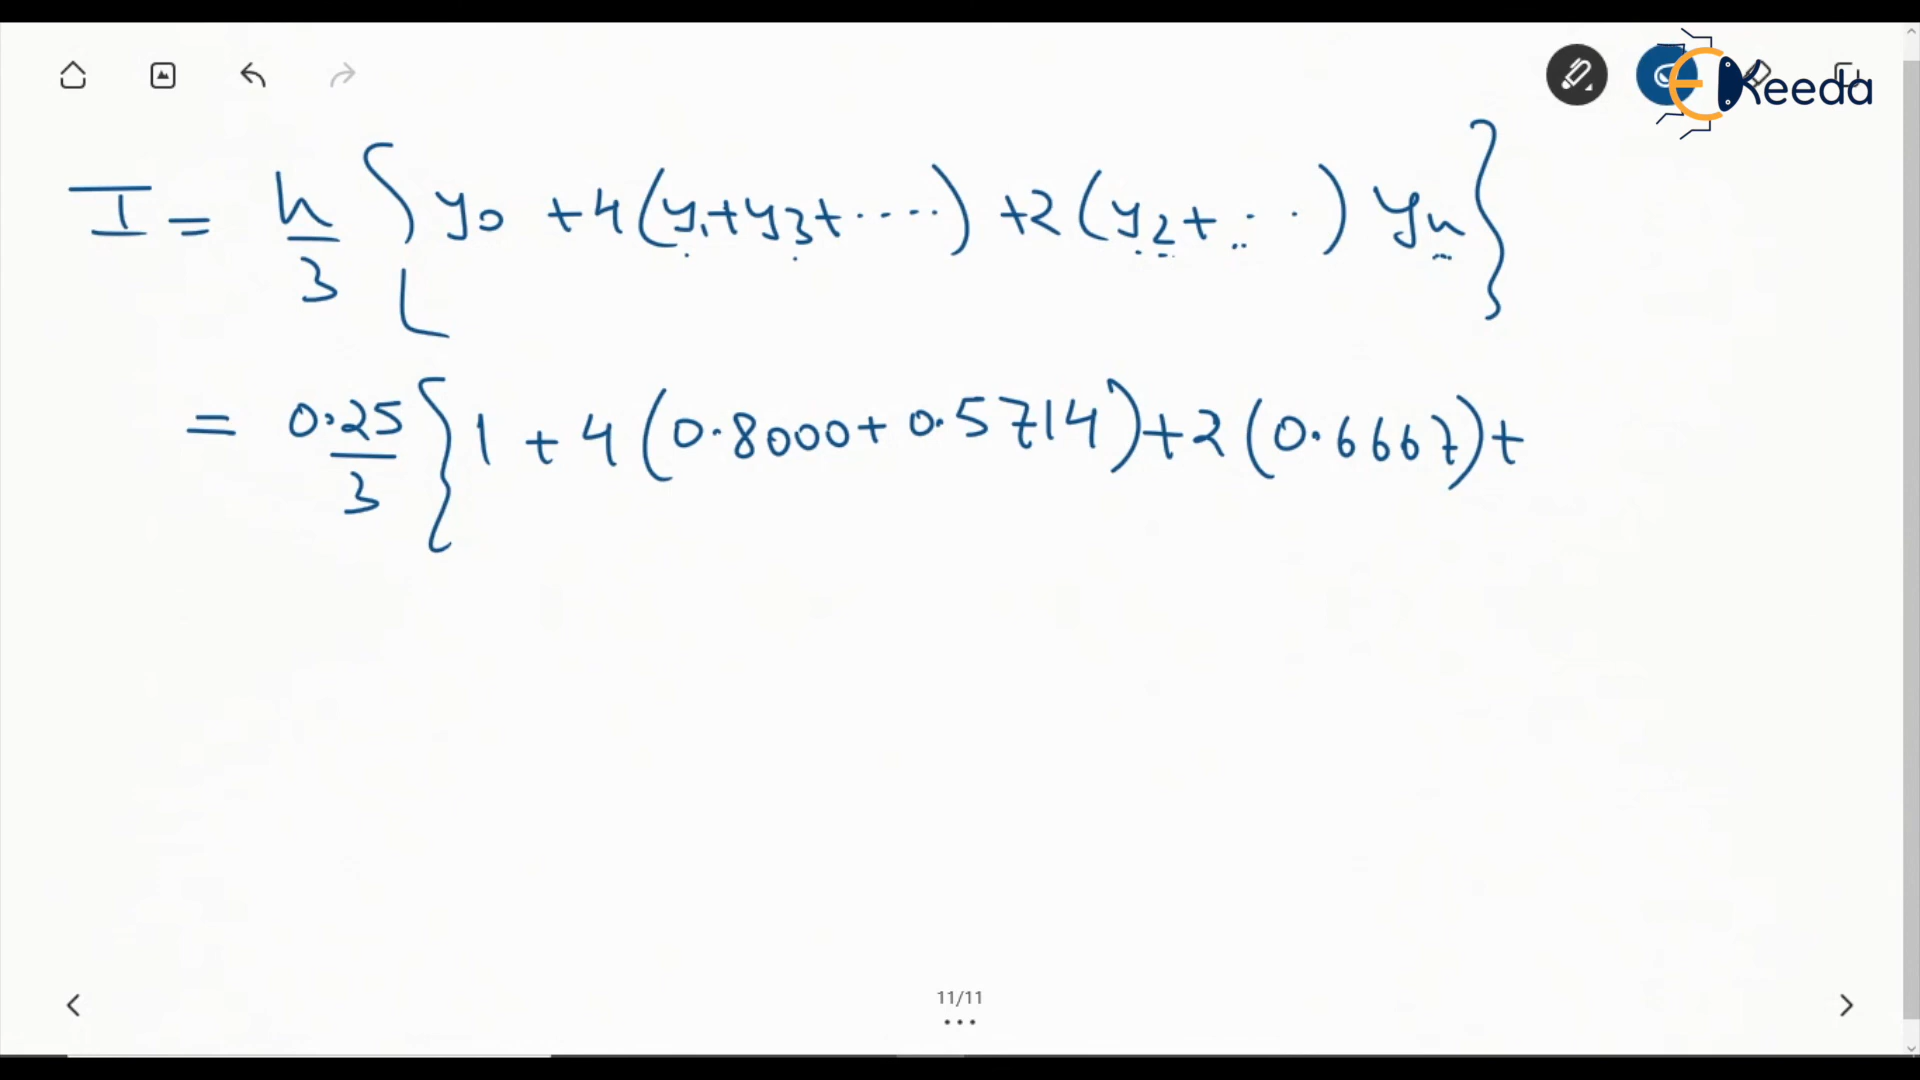 EKeeda
I = h/3 { y0 + 4(y1+y3+....) + 2(y2+...) yn }
= 0.25/3 { 1 + 4(0.8000+0.5714) + 2(0.6667) +
11/11